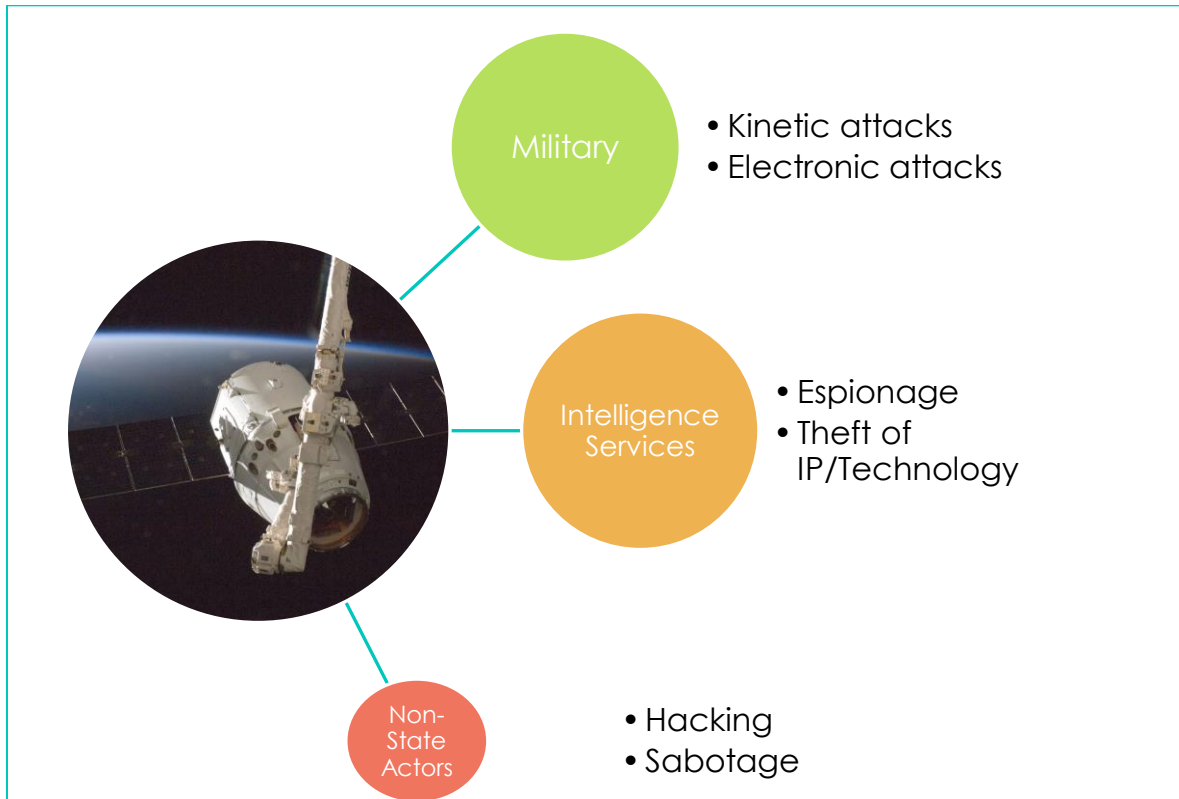 Military
• Kinetic attacks
• Electronic attacks
Intelligence
Services
• Espionage
• Theft of
IP/Technology
Non-
State
Actors
• Hacking
• Sabotage